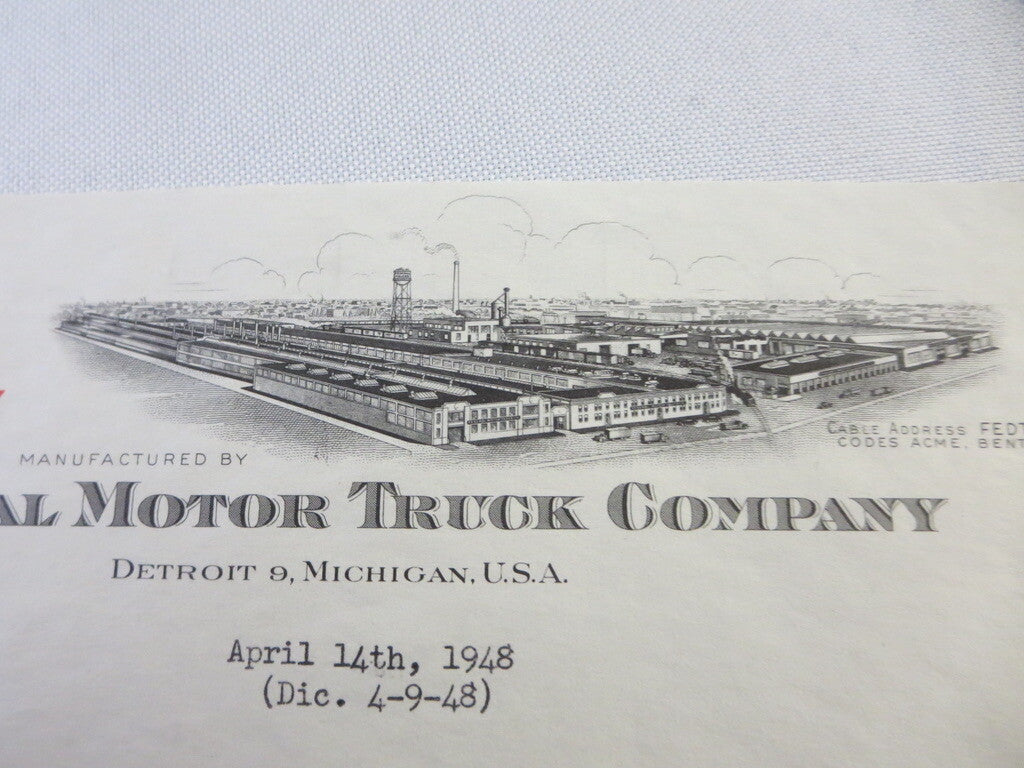 MANUFACTURED BY
CABLE ADDRESS FEDT
CODES ACME, BENT
AL MOTOR TRUCK COMPANY
DETROIT 9, MICHIGAN, U.S.A.
April 14th, 1948
(Dic. 4-9-48)